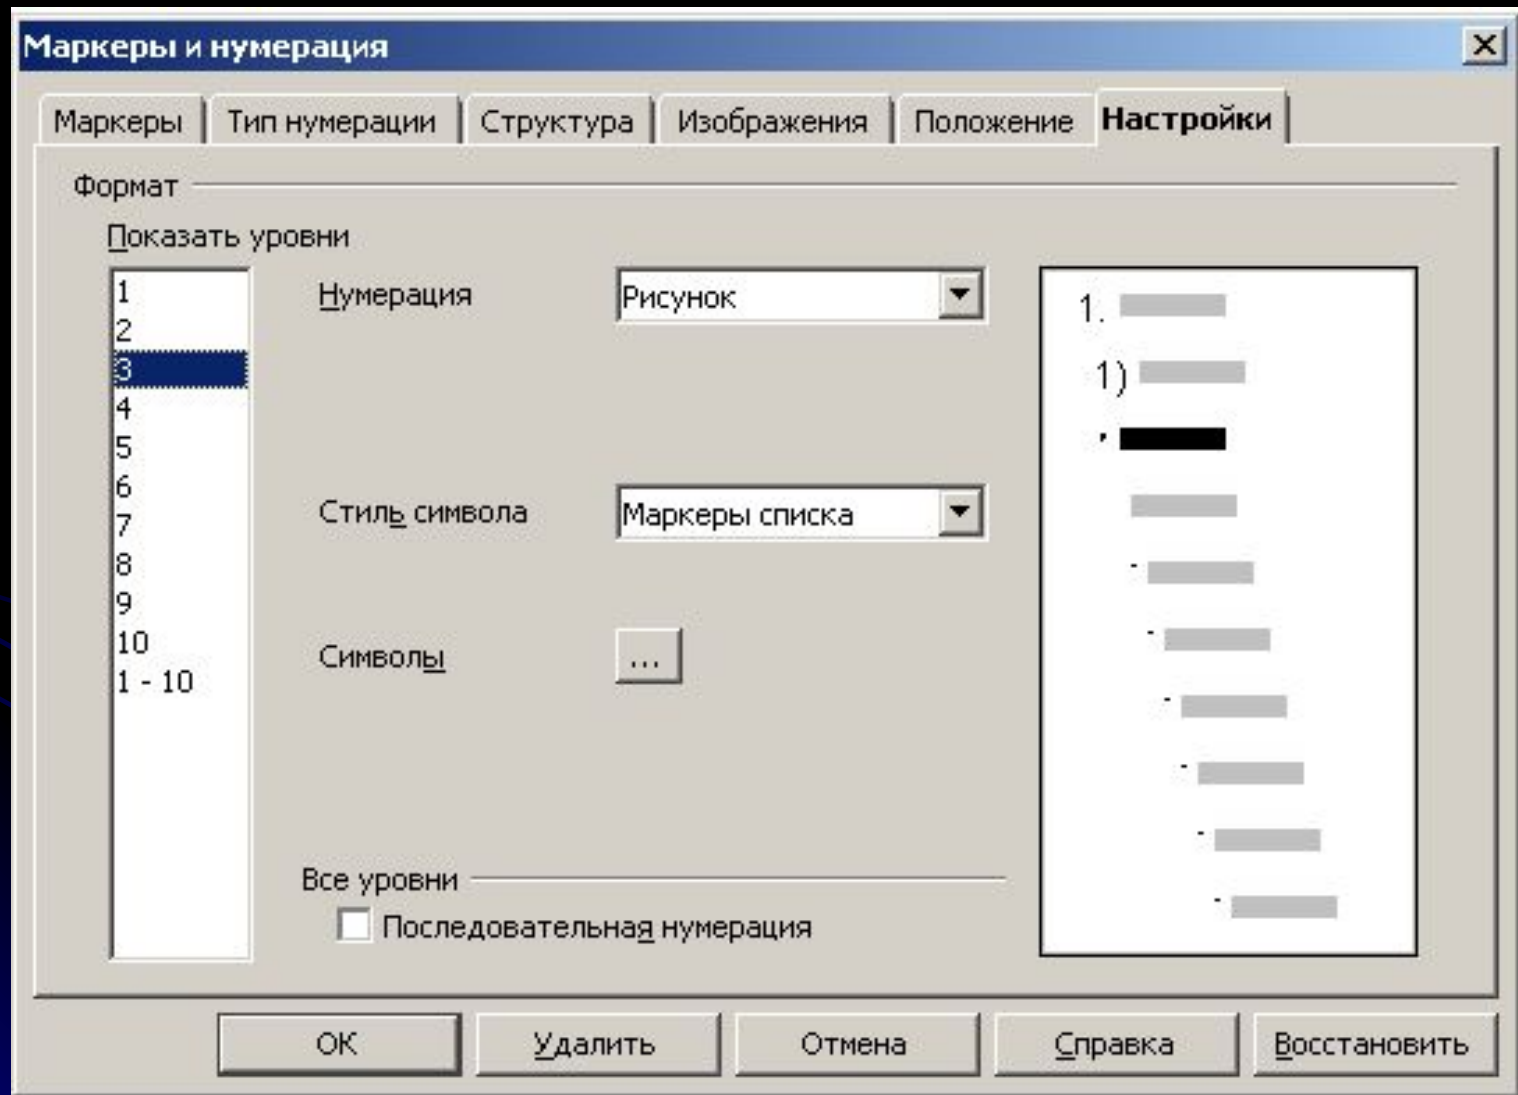 Маркеры и нумерация
Маркеры Тип нумерации Структура Изображения Положение Настройки
Формат
Показать уровни
1
2
3
4
5
6
7
8
9
10
1 - 10
Нумерация Рисунок
Стиль символа Маркеры списка
Символы ...
Все уровни
Последовательная нумерация
1.
1)
ОК Удалить Отмена Справка Восстановить